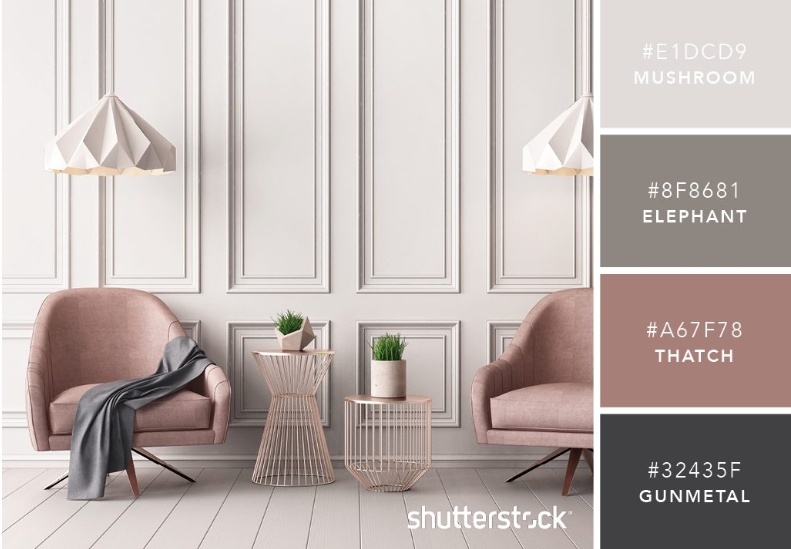 #E1DCD9
MUSHROOM
#8F8681
ELEPHANT
#A67F78
THATCH
#32435F
GUNMETAL
shutterstock